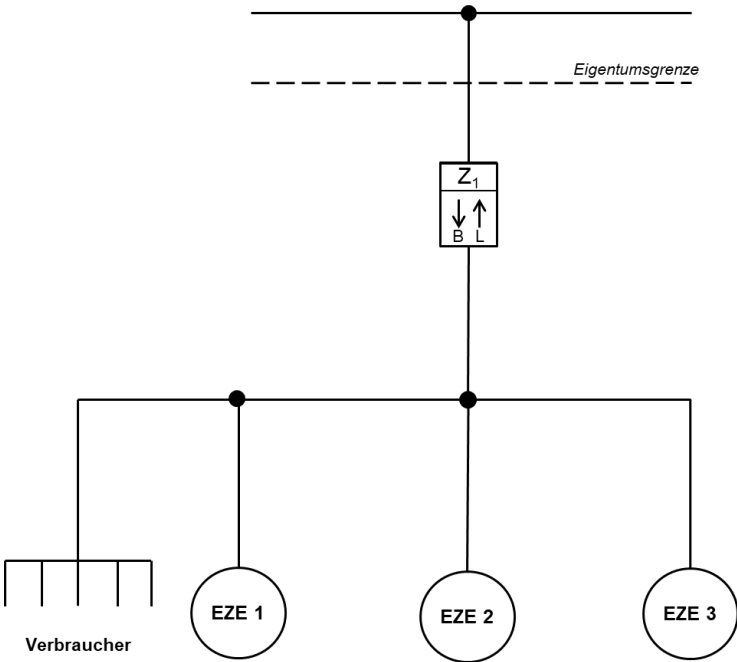 Eigentumsgrenze
Z₁
B L
EZE 1
EZE 2
EZE 3
Verbraucher